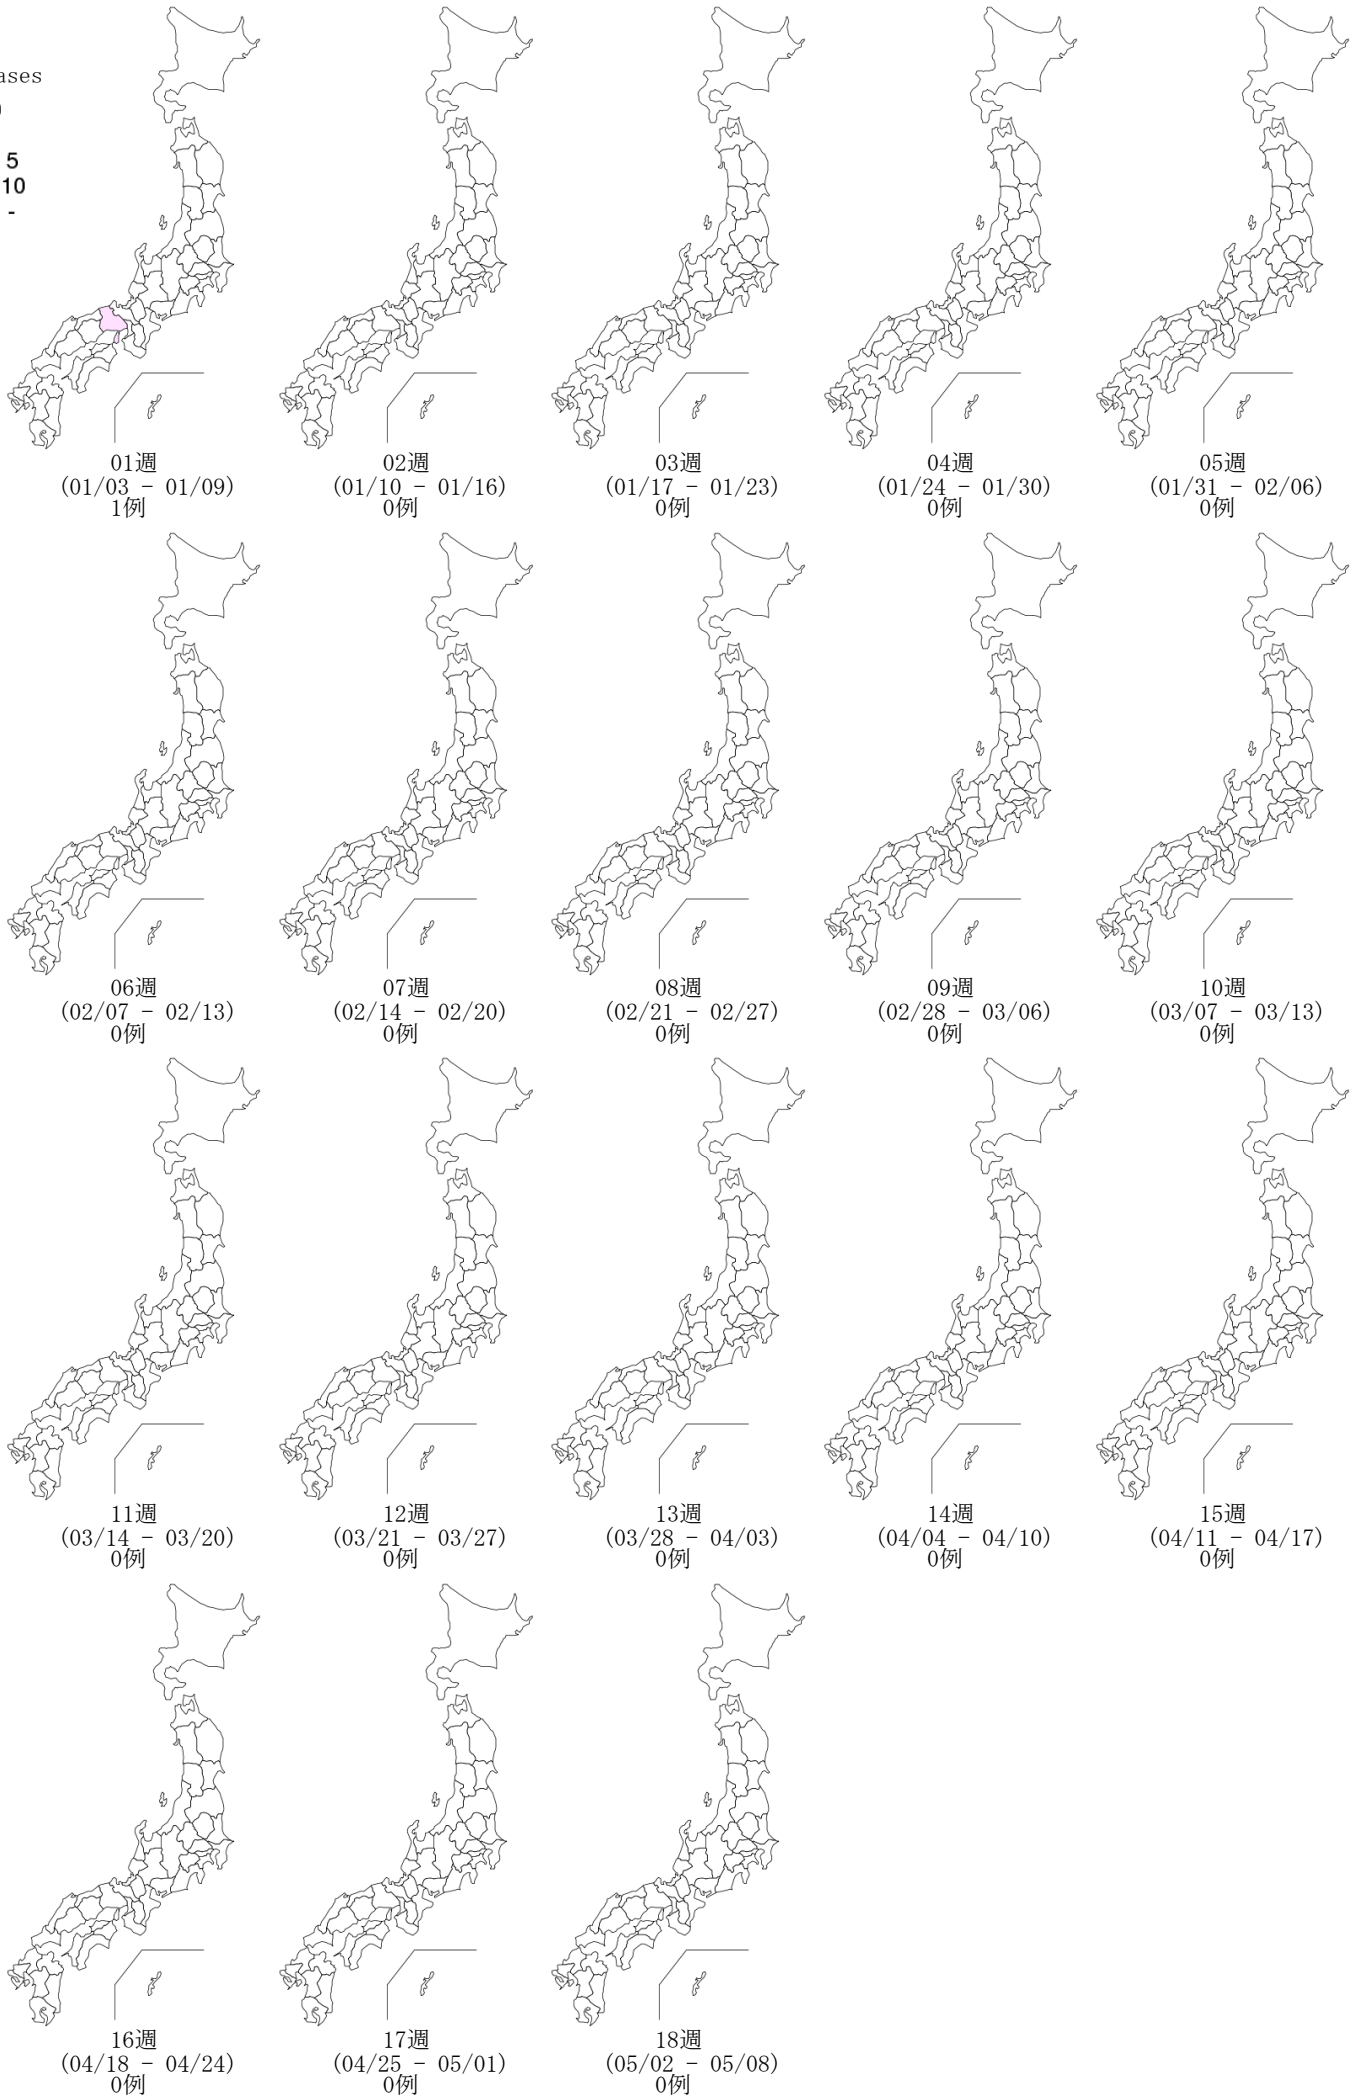 ases
5
10
-
01週
(01/03 - 01/09)
1例
02週
(01/10 - 01/16)
0例
03週
(01/17 - 01/23)
0例
04週
(01/24 - 01/30)
0例
05週
(01/31 - 02/06)
0例
06週
(02/07 - 02/13)
0例
07週
(02/14 - 02/20)
0例
08週
(02/21 - 02/27)
0例
09週
(02/28 - 03/06)
0例
10週
(03/07 - 03/13)
0例
11週
(03/14 - 03/20)
0例
12週
(03/21 - 03/27)
0例
13週
(03/28 - 04/03)
0例
14週
(04/04 - 04/10)
0例
15週
(04/11 - 04/17)
0例
16週
(04/18 - 04/24)
0例
17週
(04/25 - 05/01)
0例
18週
(05/02 - 05/08)
0例